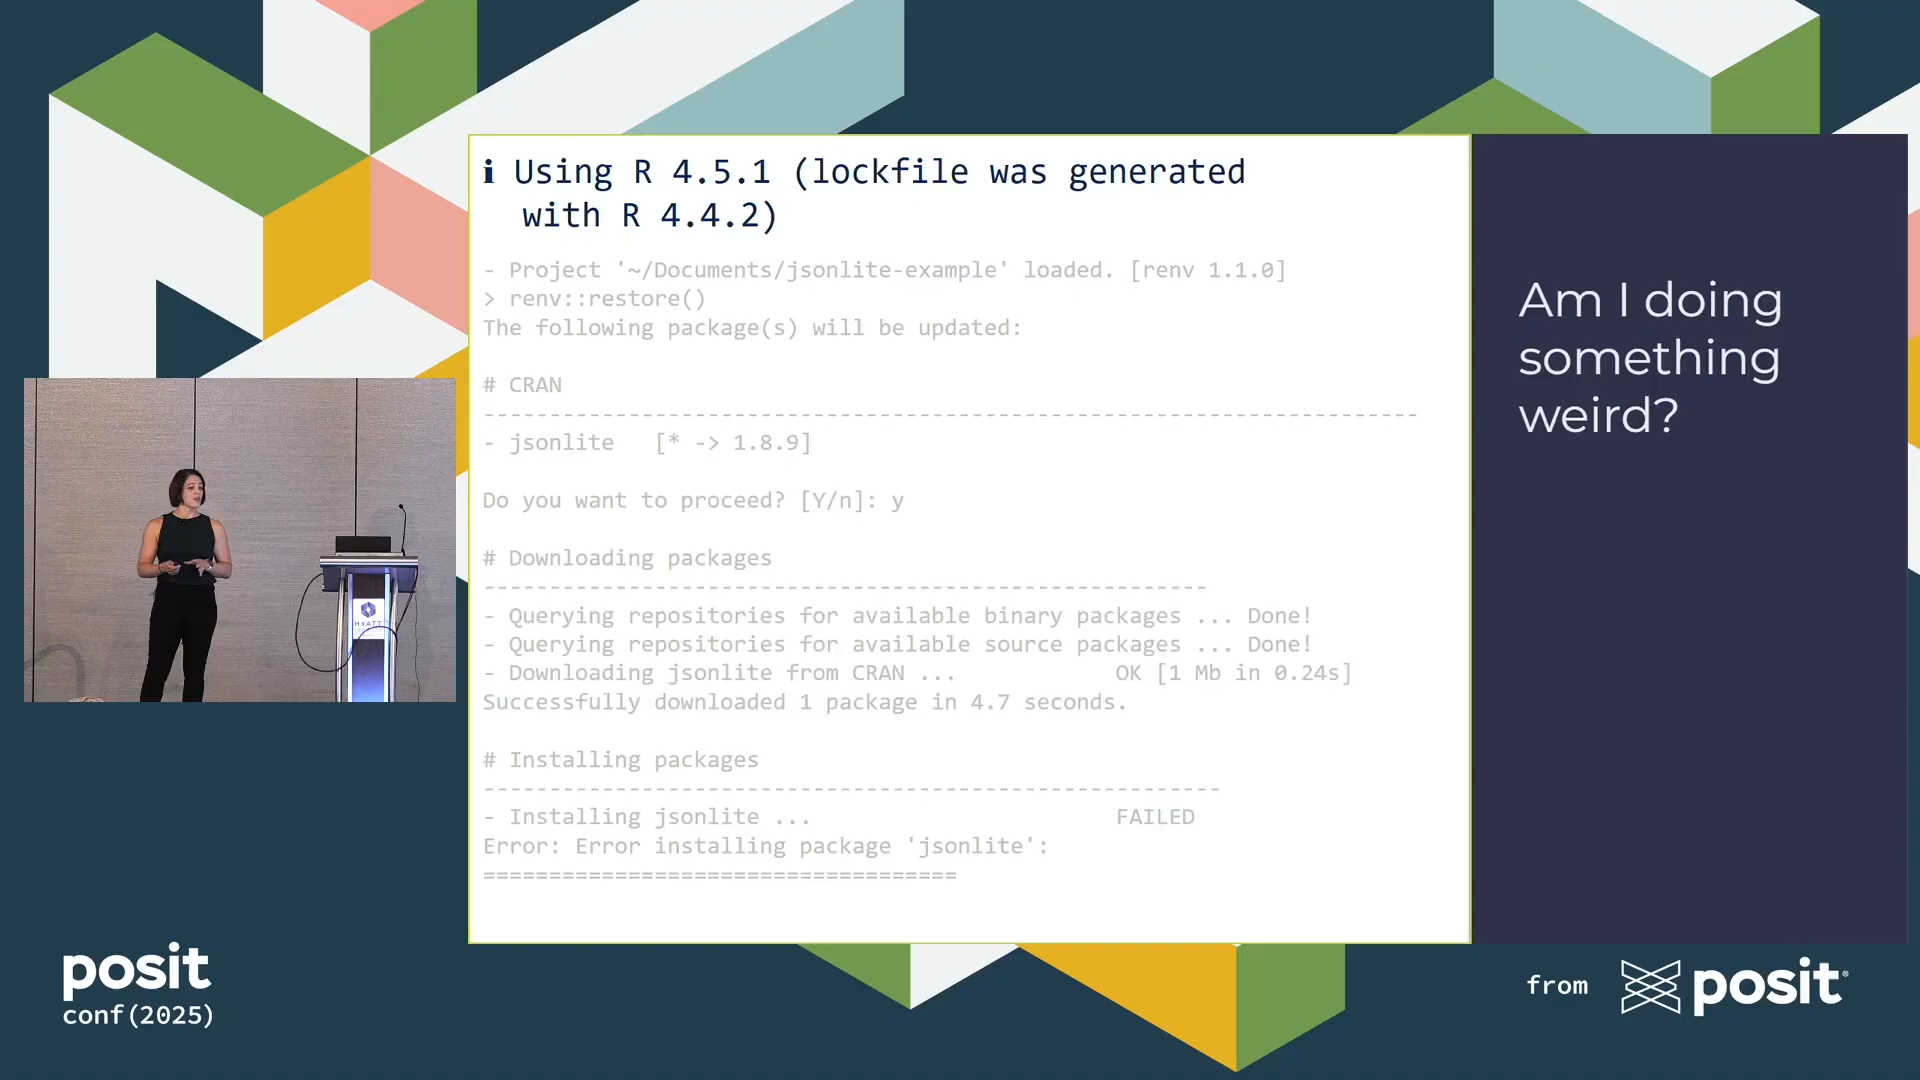 ℹ Using R 4.5.1 (lockfile was generated
with R 4.4.2)
- Project '~/Documents/jsonlite-example' loaded. [renv 1.1.0]
> renv::restore()
The following package(s) will be updated:
# CRAN
-----------------------------------------------------------------------
- jsonlite   [* -> 1.8.9]
Do you want to proceed? [Y/n]: y
# Downloading packages
-------------------------------------------------------
- Querying repositories for available binary packages ... Done!
- Querying repositories for available source packages ... Done!
- Downloading jsonlite from CRAN ...            OK [1 Mb in 0.24s]
Successfully downloaded 1 package in 4.7 seconds.
# Installing packages
--------------------------------------------------------
- Installing jsonlite ...                       FAILED
Error: Error installing package 'jsonlite':
====================================
Am I doing
something
weird?
HYATT
posit
conf(2025)
from posit®